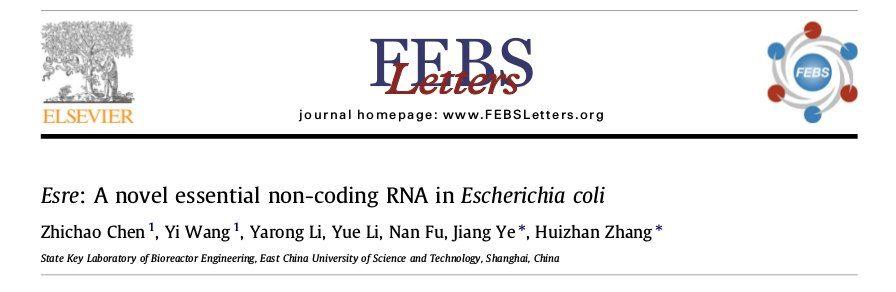 ELSEVIER
FEBS
Letters
journal homepage: www.FEBSLetters.org
FEBS
Esre: A novel essential non-coding RNA in Escherichia coli
Zhichao Chen 1, Yi Wang 1, Yarong Li, Yue Li, Nan Fu, Jiang Ye *, Huizhan Zhang *
State Key Laboratory of Bioreactor Engineering, East China University of Science and Technology, Shanghai, China